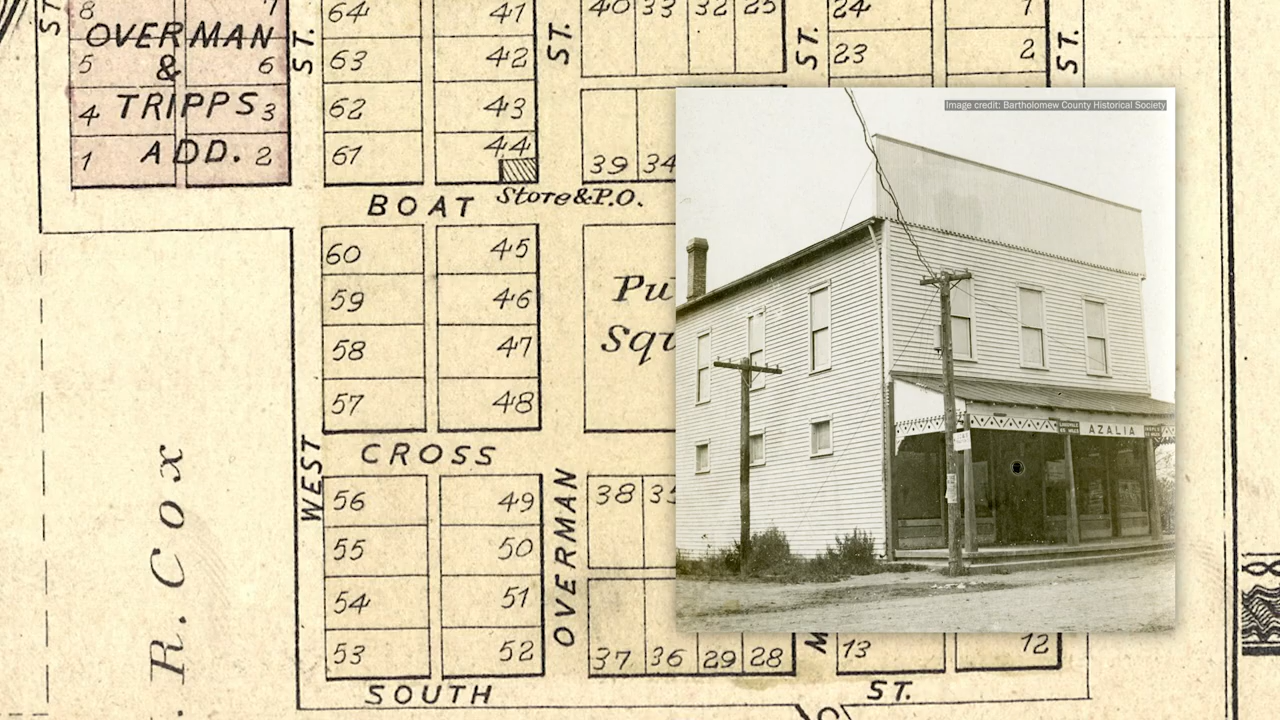 ST.
8
7
OVERMAN
5
&
6
4
TRIPPS
3
1
ADD.
2
ST.
64
41
63
42
62
43
61
44
ST.
40 33 32 25
39 34
ST.
24
1
23
2
ST.
BOAT
Store & P.O.
60
45
59
46
58
47
57
48
Pu
Squ
Image credit: Bartholomew County Historical Society
AZALIA
WEST
CROSS
OVERMAN
56
49
55
50
54
51
53
52
38
37 36 29 28
13
12
M
R. Cox
SOUTH
ST.